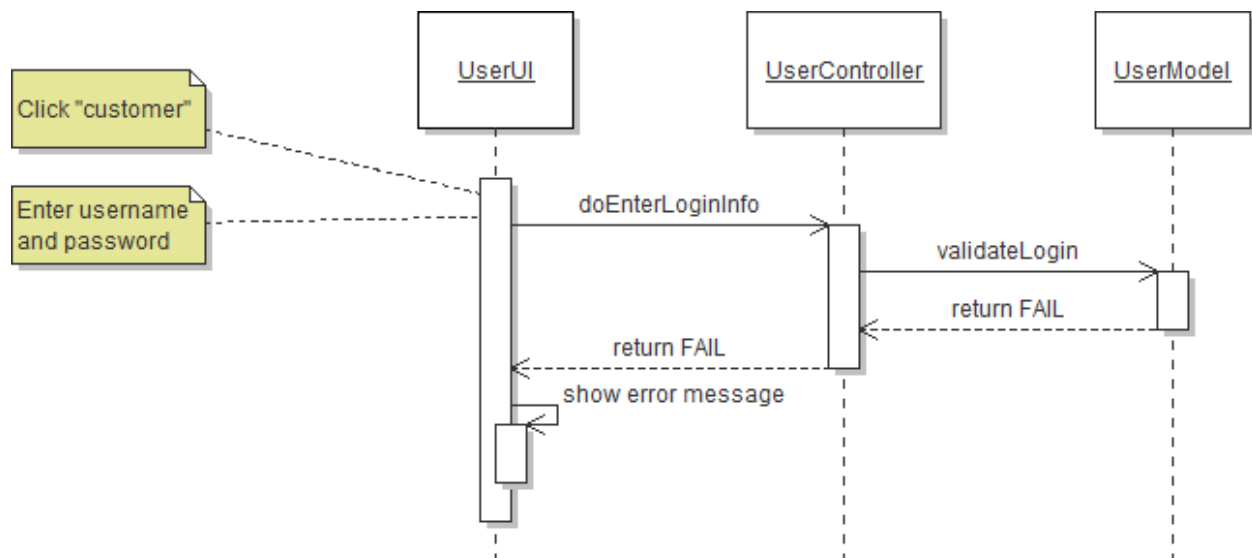 UserUI
UserController
UserModel
Click "customer"
Enter username
and password
doEnterLoginInfo
validateLogin
return FAIL
return FAIL
show error message